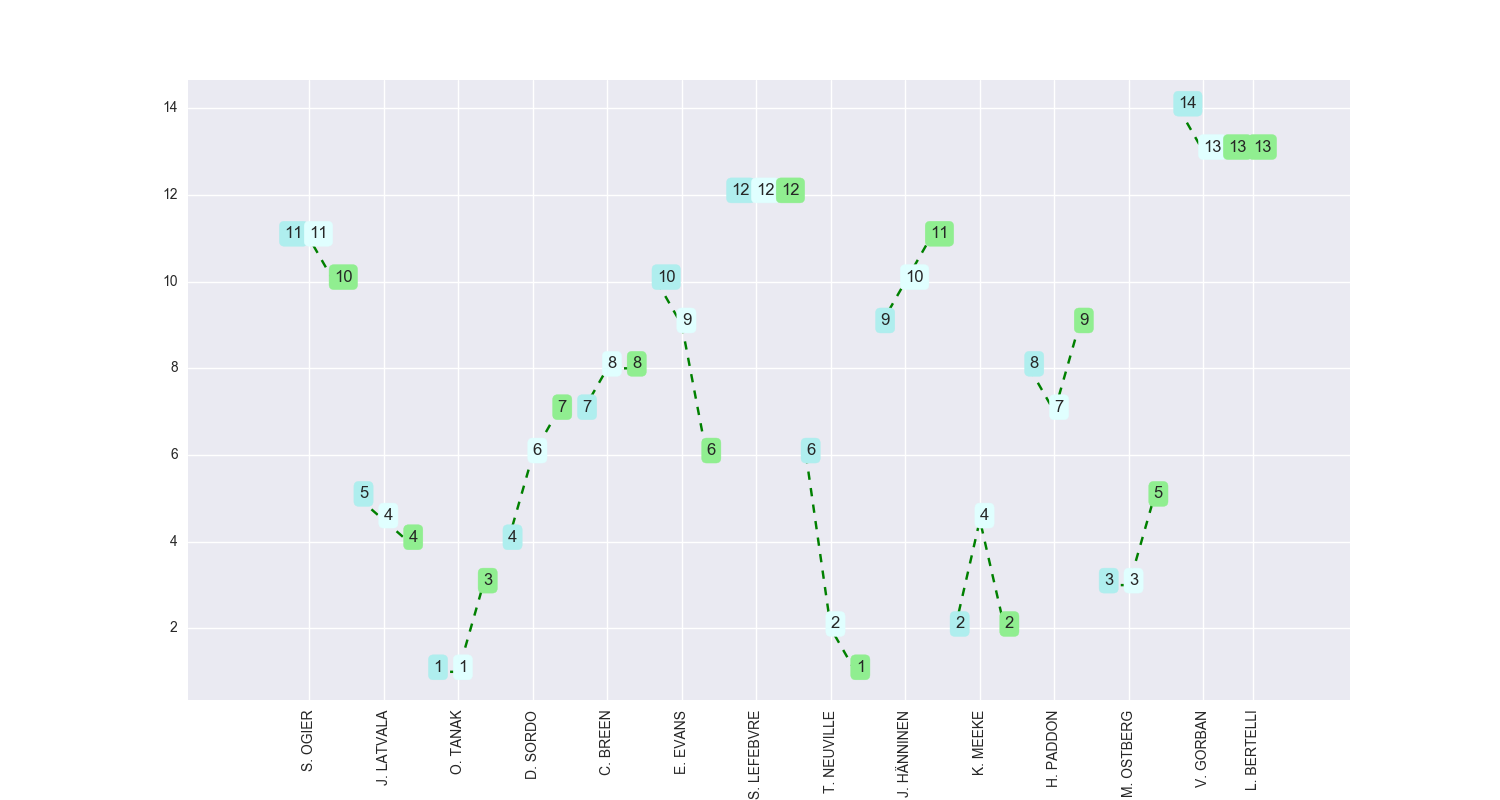 14
12
10
8
6
4
2
11 11 10
5 4 4
1 1 3
4 6 7
7 8 8
10 9 6
12 12 12
6 2 1
9 10 11
2 4 2
8 7 9
3 3 5
14 13 13 13
S. OGIER
J. LATVALA
O. TANAK
D. SORDO
C. BREEN
E. EVANS
S. LEFEBVRE
T. NEUVILLE
J. HÄNNINEN
K. MEEKE
H. PADDON
M. OSTBERG
V. GORBAN
L. BERTELLI